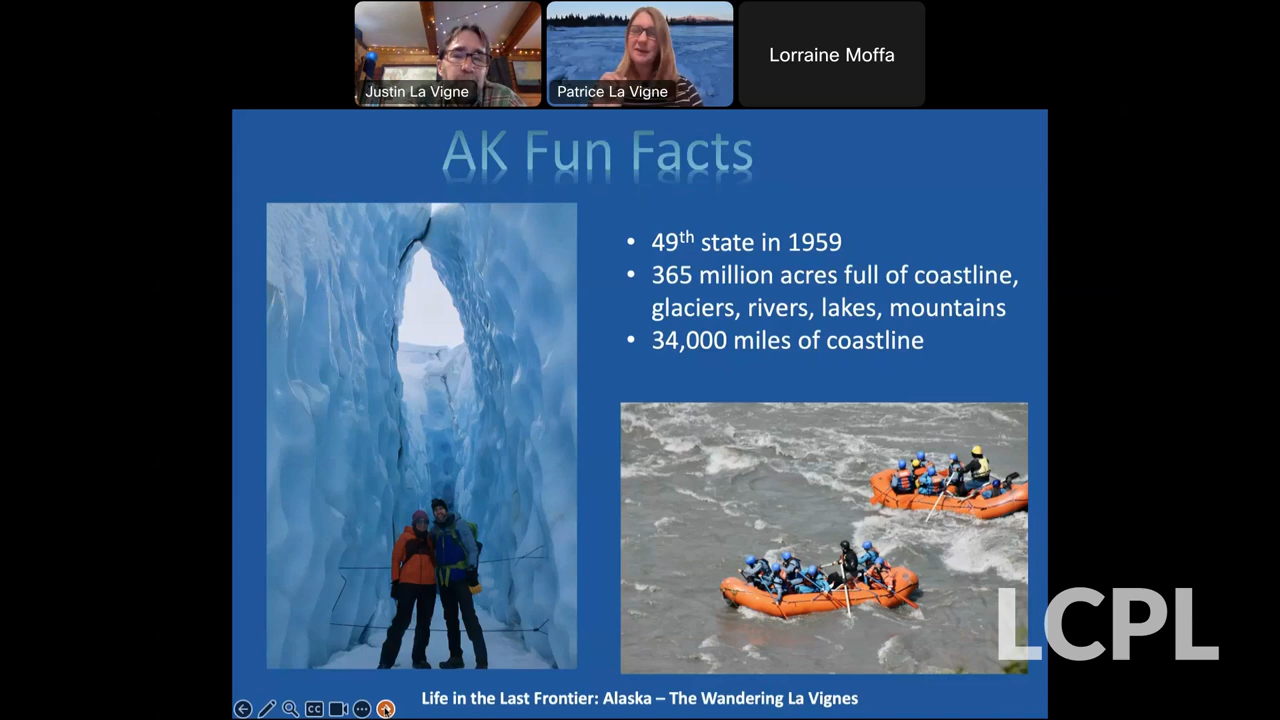 Justin La Vigne
Patrice La Vigne
Lorraine Moffa
AK Fun Facts
• 49th state in 1959
• 365 million acres full of coastline,
glaciers, rivers, lakes, mountains
• 34,000 miles of coastline
LCPL
Life in the Last Frontier: Alaska – The Wandering La Vignes
CC